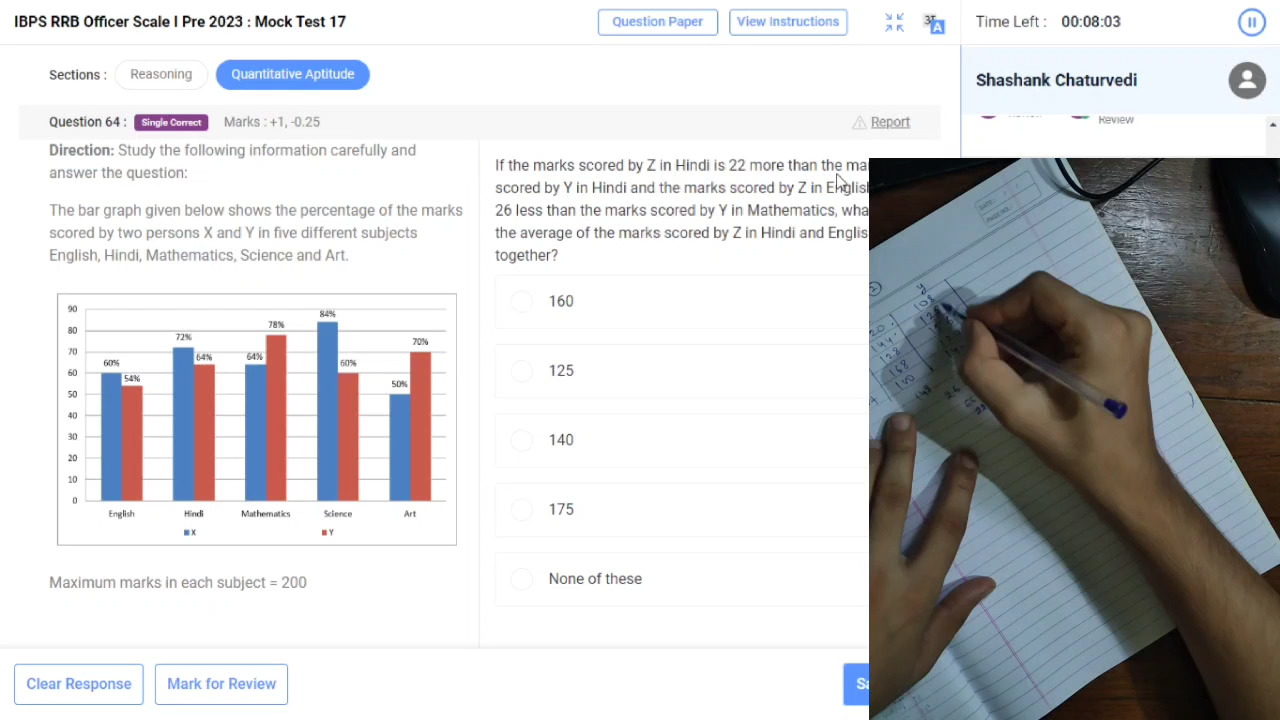 IBPS RRB Officer Scale I Pre 2023 : Mock Test 17
Question Paper
View Instructions
Time Left : 00:08:03
Sections :
Reasoning
Quantitative Aptitude
Shashank Chaturvedi
Question 64 :
Single Correct
Marks : +1, -0.25
Report
Review
Direction: Study the following information carefully and
answer the question:
The bar graph given below shows the percentage of the marks
scored by two persons X and Y in five different subjects
English, Hindi, Mathematics, Science and Art.
90
80
70
60
50
40
30
20
10
0
60%
54%
72%
64%
64%
78%
84%
60%
50%
70%
English
Hindi
Mathematics
Science
Art
X
Y
Maximum marks in each subject = 200
If the marks scored by Z in Hindi is 22 more than the
scored by Y in Hindi and the marks scored by Z in English
26 less than the marks scored by Y in Mathematics,
the average of the marks scored by Z in Hindi and
together?
160
125
140
175
None of these
Clear Response
Mark for Review
y
108
128
168